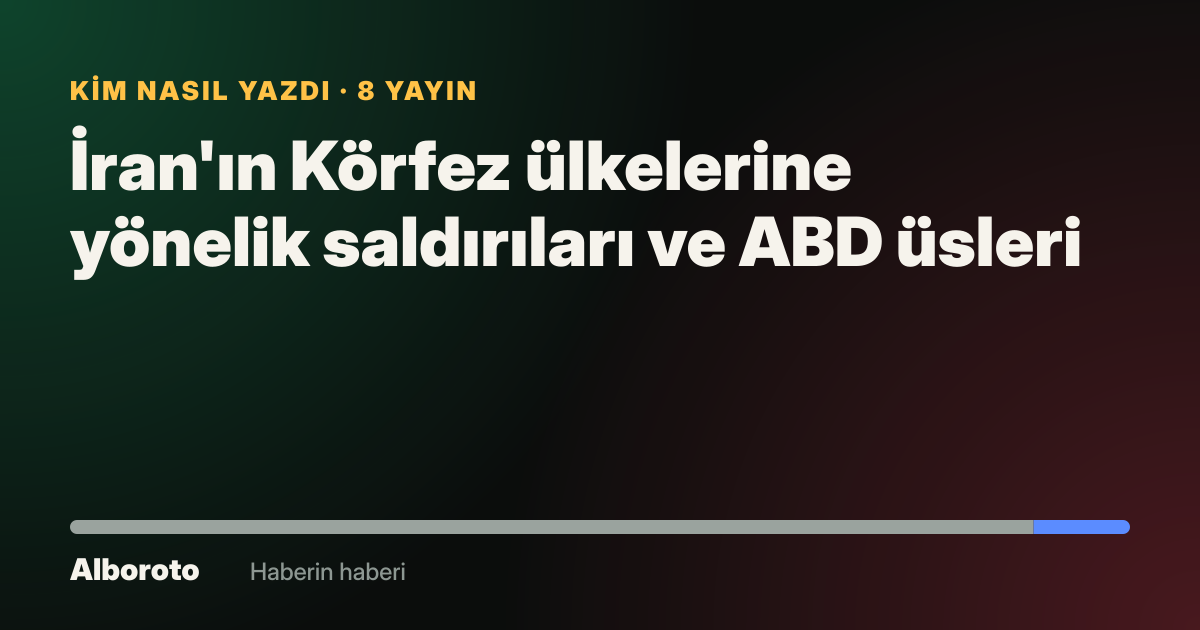 KİM NASIL YAZDI · 8 YAYIN
İran'ın Körfez ülkelerine
yönelik saldırıları ve ABD üsleri
Alboroto
Haberin haberi